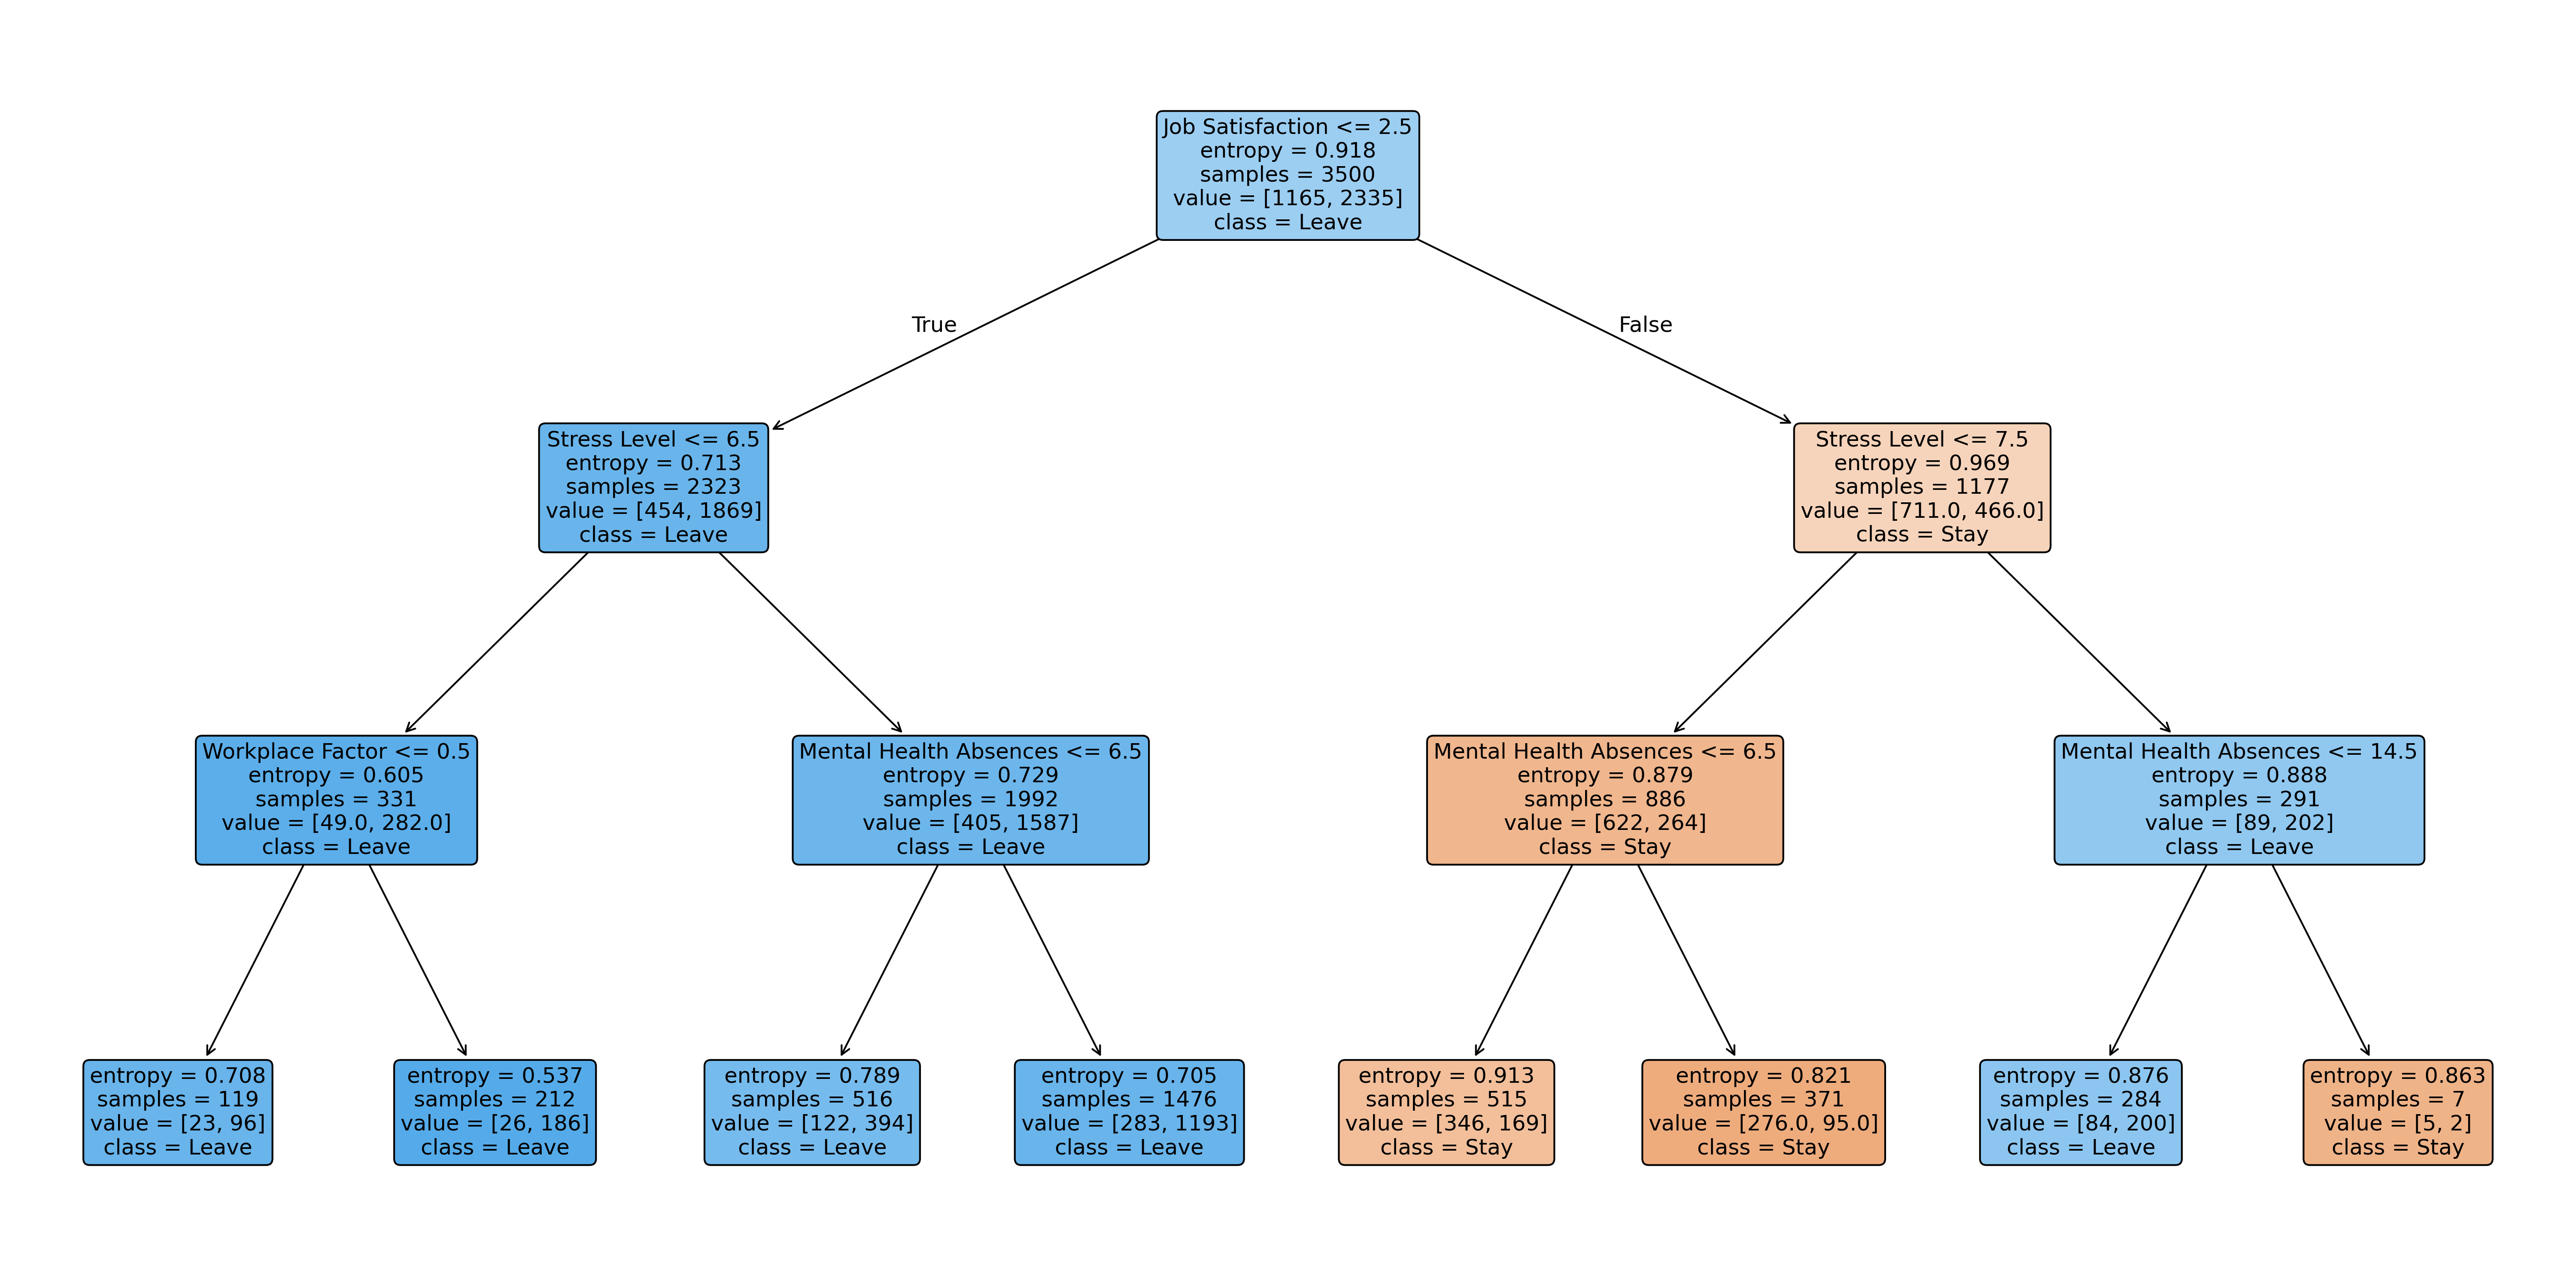 Job Satisfaction <= 2.5
entropy = 0.918
samples = 3500
value = [1165, 2335]
class = Leave
True
False
Stress Level <= 6.5
entropy = 0.713
samples = 2323
value = [454, 1869]
class = Leave
Stress Level <= 7.5
entropy = 0.969
samples = 1177
value = [711.0, 466.0]
class = Stay
Workplace Factor <= 0.5
entropy = 0.605
samples = 331
value = [49.0, 282.0]
class = Leave
Mental Health Absences <= 6.5
entropy = 0.729
samples = 1992
value = [405, 1587]
class = Leave
Mental Health Absences <= 6.5
entropy = 0.879
samples = 886
value = [622, 264]
class = Stay
Mental Health Absences <= 14.5
entropy = 0.888
samples = 291
value = [89, 202]
class = Leave
entropy = 0.708
samples = 119
value = [23, 96]
class = Leave
entropy = 0.537
samples = 212
value = [26, 186]
class = Leave
entropy = 0.789
samples = 516
value = [122, 394]
class = Leave
entropy = 0.705
samples = 1476
value = [283, 1193]
class = Leave
entropy = 0.913
samples = 515
value = [346, 169]
class = Stay
entropy = 0.821
samples = 371
value = [276.0, 95.0]
class = Stay
entropy = 0.876
samples = 284
value = [84, 200]
class = Leave
entropy = 0.863
samples = 7
value = [5, 2]
class = Stay